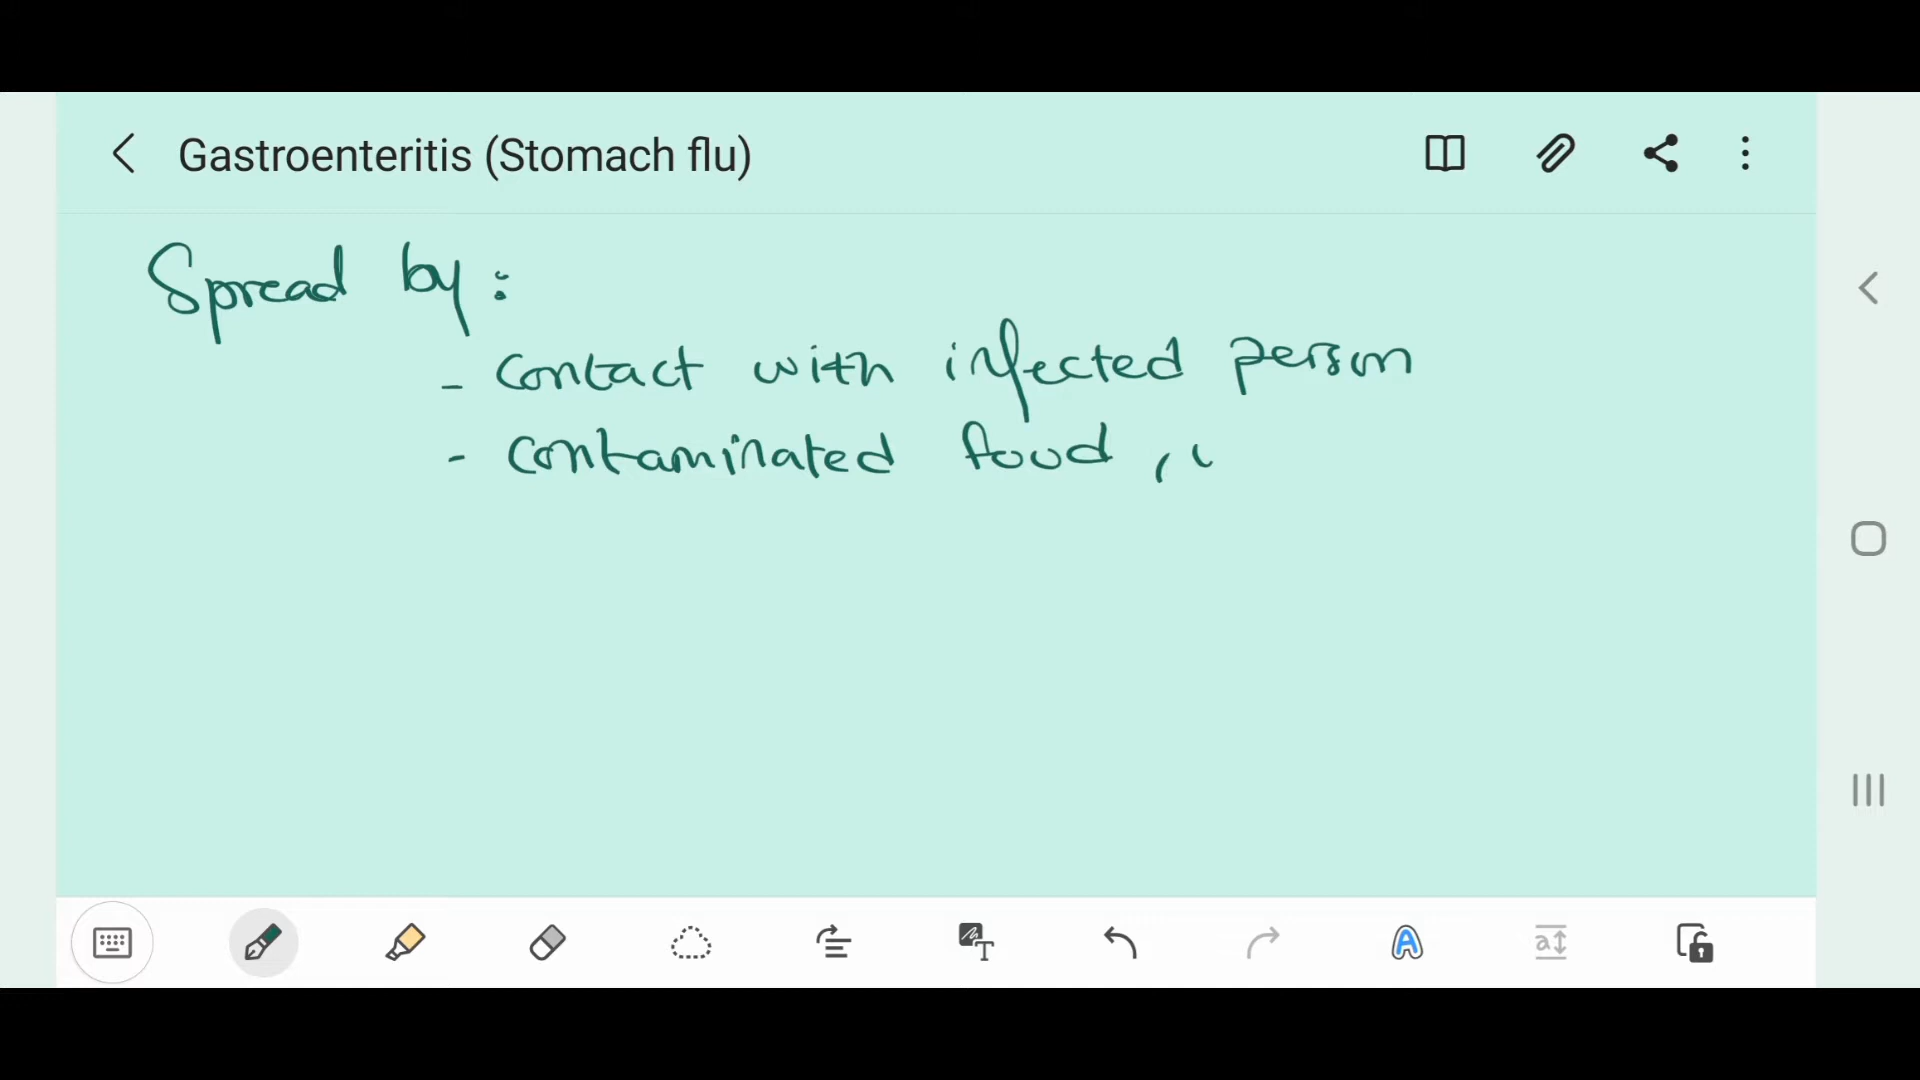 Gastroenteritis (Stomach flu)
Spread by:
- contact with infected person
- contaminated food,